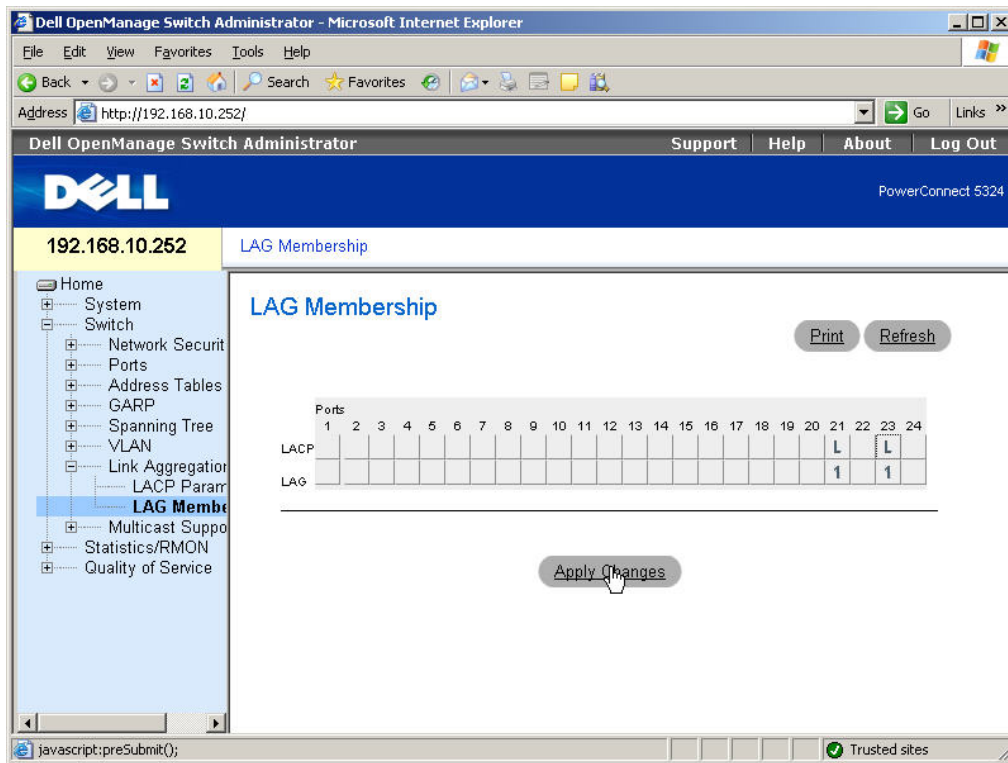 Dell OpenManage Switch Administrator - Microsoft Internet Explorer
File Edit View Favorites Tools Help
Back Search Favorites
Address http://192.168.10.252/ Go Links »
Dell OpenManage Switch Administrator Support Help About Log Out
DELL PowerConnect 5324
192.168.10.252 LAG Membership
Home
System
Switch
Network Securit
Ports
Address Tables
GARP
Spanning Tree
VLAN
Link Aggregation
LACP Param
LAG Membe
Multicast Suppo
Statistics/RMON
Quality of Service
LAG Membership
Print Refresh
Ports
1 2 3 4 5 6 7 8 9 10 11 12 13 14 15 16 17 18 19 20 21 22 23 24
LACP L L
LAG 1 1
Apply Changes
javascript:preSubmit(); Trusted sites